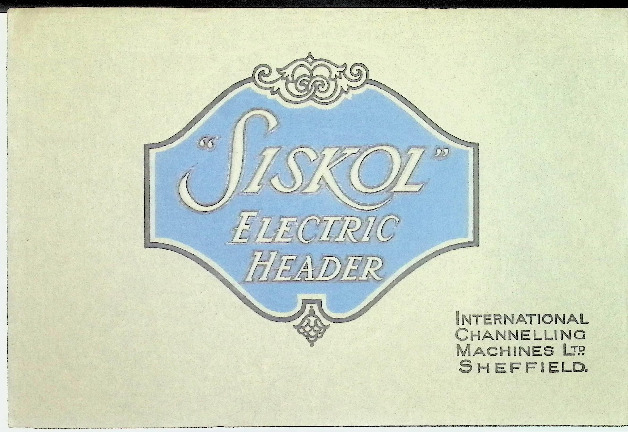 "SISKOL"
ELECTRIC
HEADER
INTERNATIONAL
CHANNELLING
MACHINES LTD
SHEFFIELD.